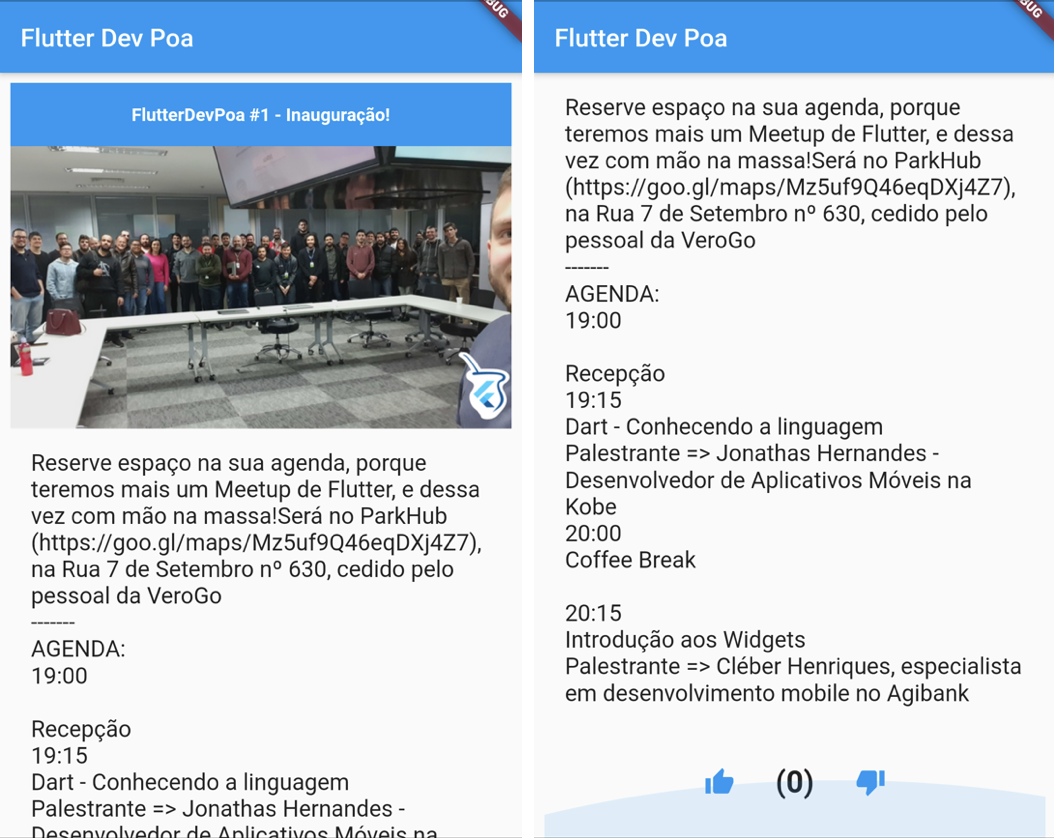 BUG
Flutter Dev Poa
FlutterDevPoa #1 - Inauguração!
Reserve espaço na sua agenda, porque
teremos mais um Meetup de Flutter, e dessa
vez com mão na massa!Será no ParkHub
(https://goo.gl/maps/Mz5uf9Q46eqDXj4Z7),
na Rua 7 de Setembro nº 630, cedido pelo
pessoal da VeroGo
-------
AGENDA:
19:00
Recepção
19:15
Dart - Conhecendo a linguagem
Palestrante => Jonathas Hernandes -
Desenvolvedor de Aplicativos Móveis na
BUG
Flutter Dev Poa
Reserve espaço na sua agenda, porque
teremos mais um Meetup de Flutter, e dessa
vez com mão na massa!Será no ParkHub
(https://goo.gl/maps/Mz5uf9Q46eqDXj4Z7),
na Rua 7 de Setembro nº 630, cedido pelo
pessoal da VeroGo
-------
AGENDA:
19:00
Recepção
19:15
Dart - Conhecendo a linguagem
Palestrante => Jonathas Hernandes -
Desenvolvedor de Aplicativos Móveis na
Kobe
20:00
Coffee Break
20:15
Introdução aos Widgets
Palestrante => Cléber Henriques, especialista
em desenvolvimento mobile no Agibank
(0)